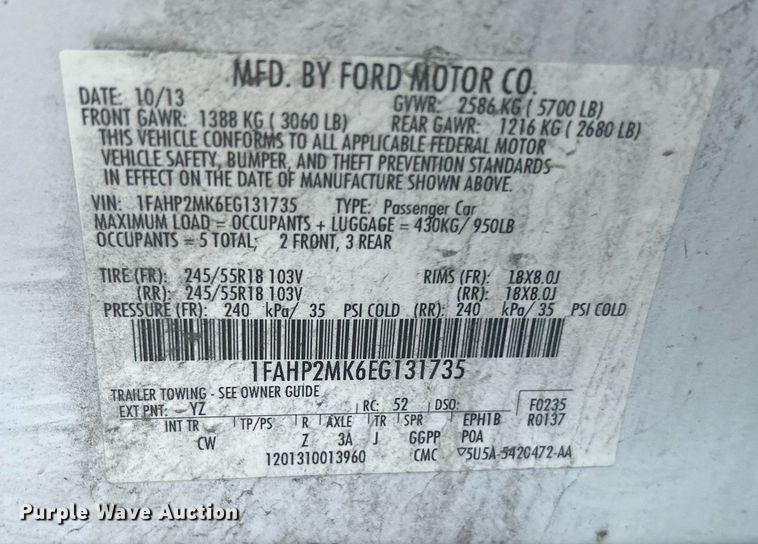 MFD. BY FORD MOTOR CO.
DATE: 10/13 GVWR: 2586 KG ( 5700 LB)
FRONT GAWR: 1388 KG ( 3060 LB) REAR GAWR: 1216 KG ( 2680 LB)
THIS VEHICLE CONFORMS TO ALL APPLICABLE FEDERAL MOTOR
VEHICLE SAFETY, BUMPER, AND THEFT PREVENTION STANDARDS
IN EFFECT ON THE DATE OF MANUFACTURE SHOWN ABOVE.
VIN: 1FAHP2MK6EG131735 TYPE: Passenger Car
MAXIMUM LOAD = OCCUPANTS + LUGGAGE = 430KG/ 950LB
OCCUPANTS = 5 TOTAL; 2 FRONT, 3 REAR
TIRE (FR): 245/55R18 103V RIMS (FR): 18X8.0J
(RR): 245/55R18 103V (RR): 18X8.0J
PRESSURE (FR): 240 kPa/ 35 PSI COLD (RR): 240 kPa/ 35 PSI COLD
1FAHP2MK6EG131735
TRAILER TOWING - SEE OWNER GUIDE
EXT PNT: YZ RC: 52 DSO: F0235
INT TR TP/PS R AXLE TR SPR EPH1B R0137
CW Z 3A J GGPP POA
1201310013960 CMC ▽5U5A-5420472-AA
Purple Wave Auction